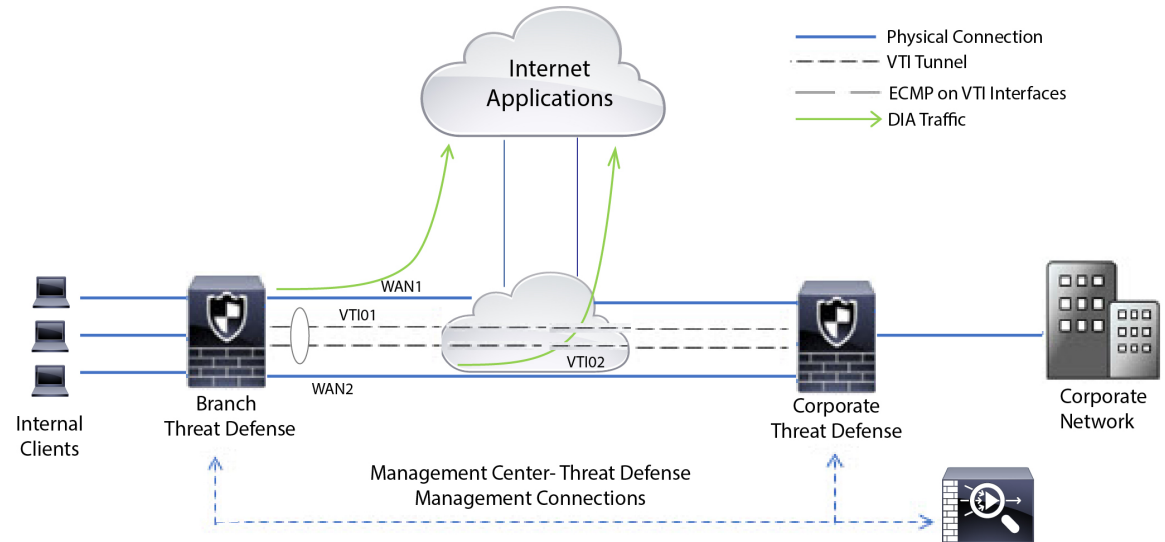 Internet
Applications
Physical Connection
VTI Tunnel
ECMP on VTI Interfaces
DIA Traffic
WAN1
VTI01
VTI02
WAN2
Internal
Clients
Branch
Threat Defense
Corporate
Threat Defense
Corporate
Network
Management Center- Threat Defense
Management Connections